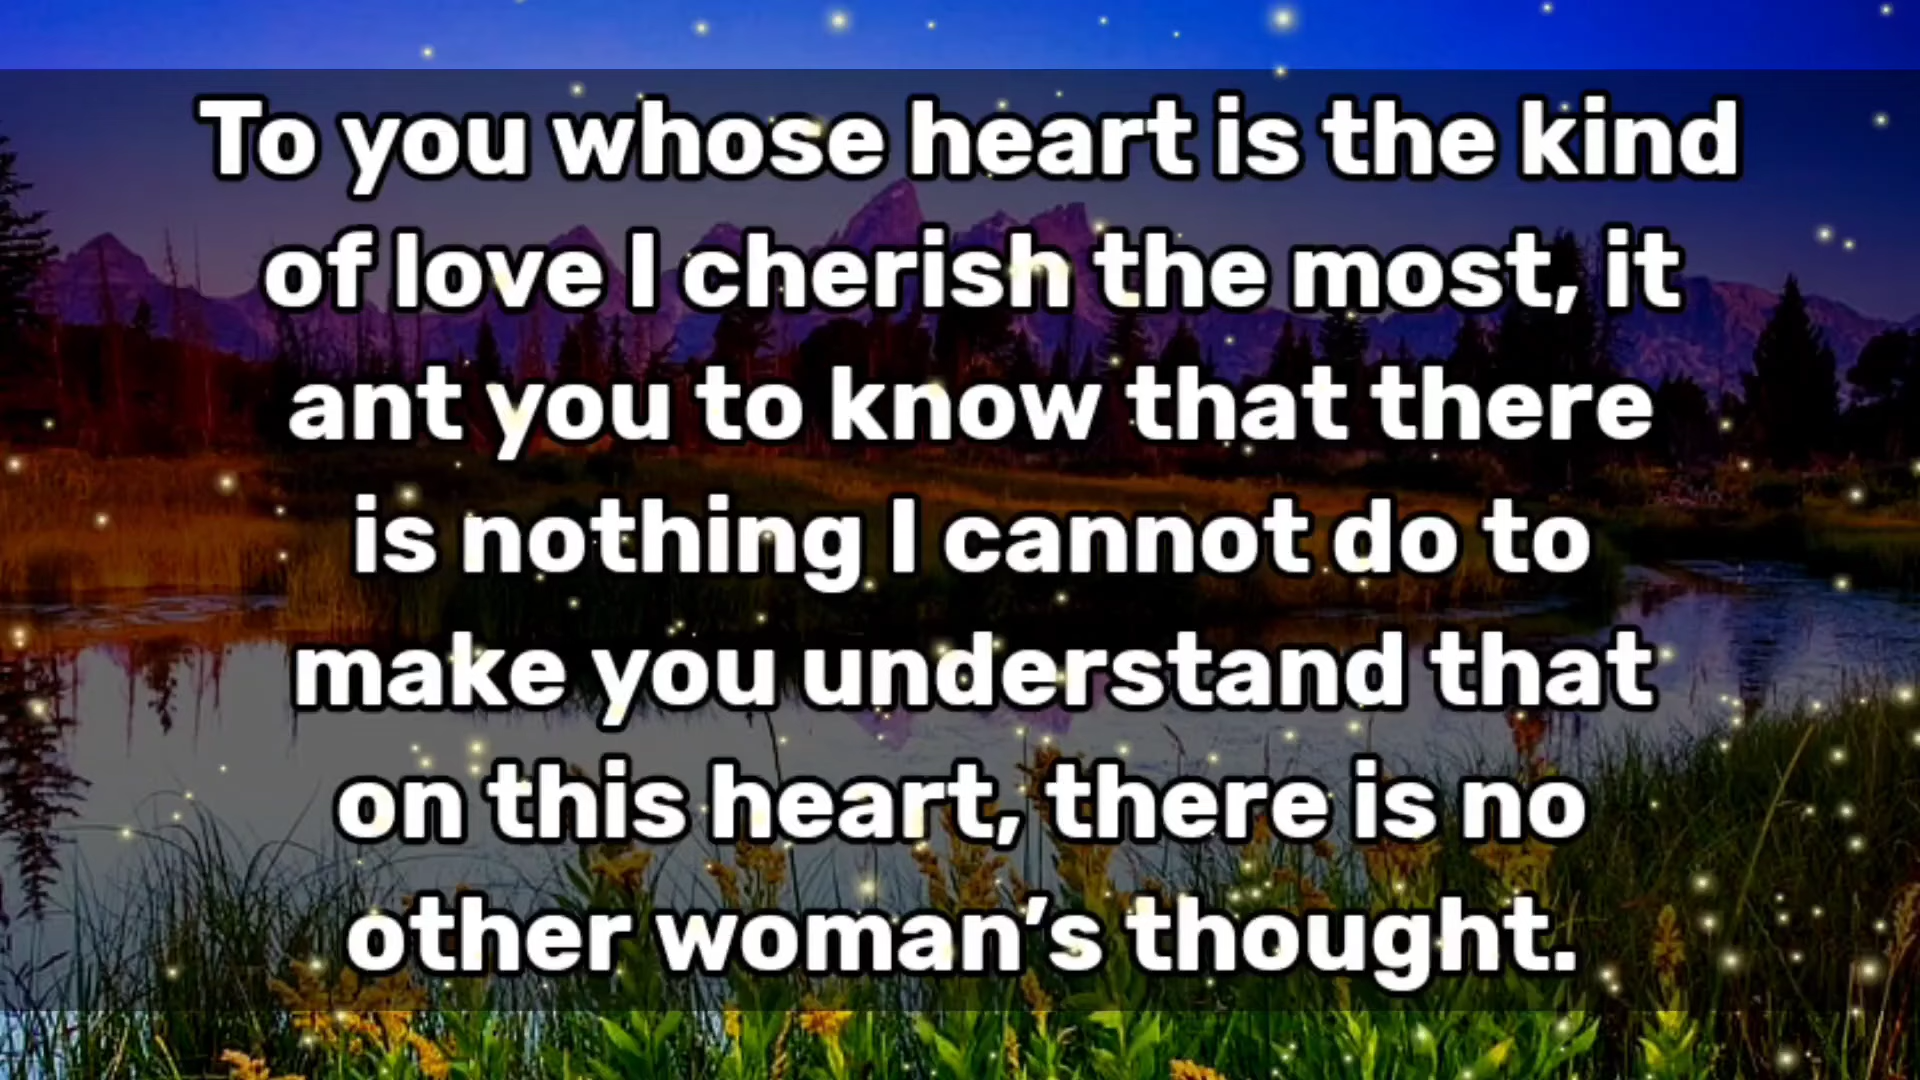 To you whose heart is the kind
of love I cherish the most, it
ant you to know that there
is nothing I cannot do to
make you understand that
on this heart, there is no
other woman’s thought.